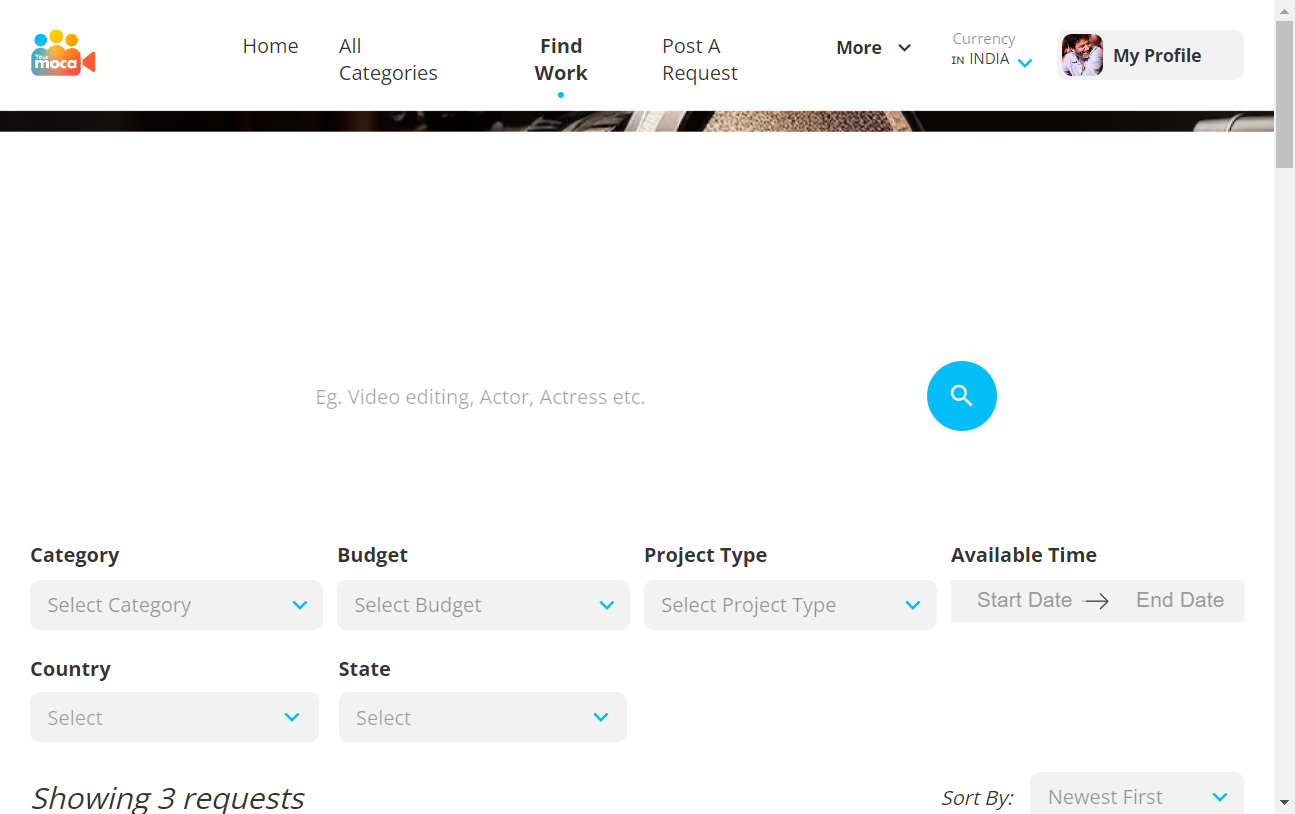 YOUR
moca
Home
All
Categories
Find
Work
Post A
Request
More
Currency
IN INDIA
My Profile
Eg. Video editing, Actor, Actress etc.
Category
Budget
Project Type
Available Time
Select Category
Select Budget
Select Project Type
Start Date
End Date
Country
State
Select
Select
Showing 3 requests
Sort By:
Newest First